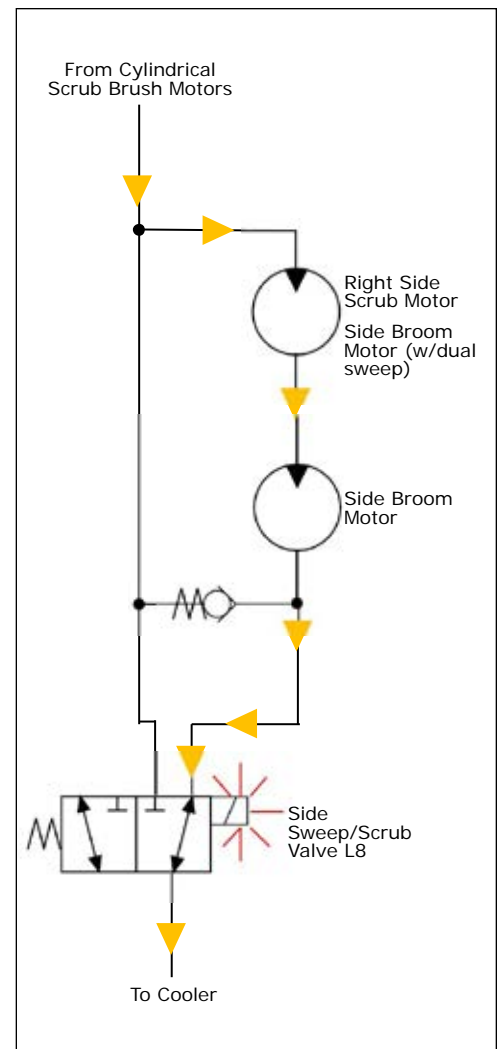 From Cylindrical
Scrub Brush Motors
Right Side
Scrub Motor
Side Broom
Motor (w/dual
sweep)
Side Broom
Motor
Side
Sweep/Scrub
Valve L8
To Cooler